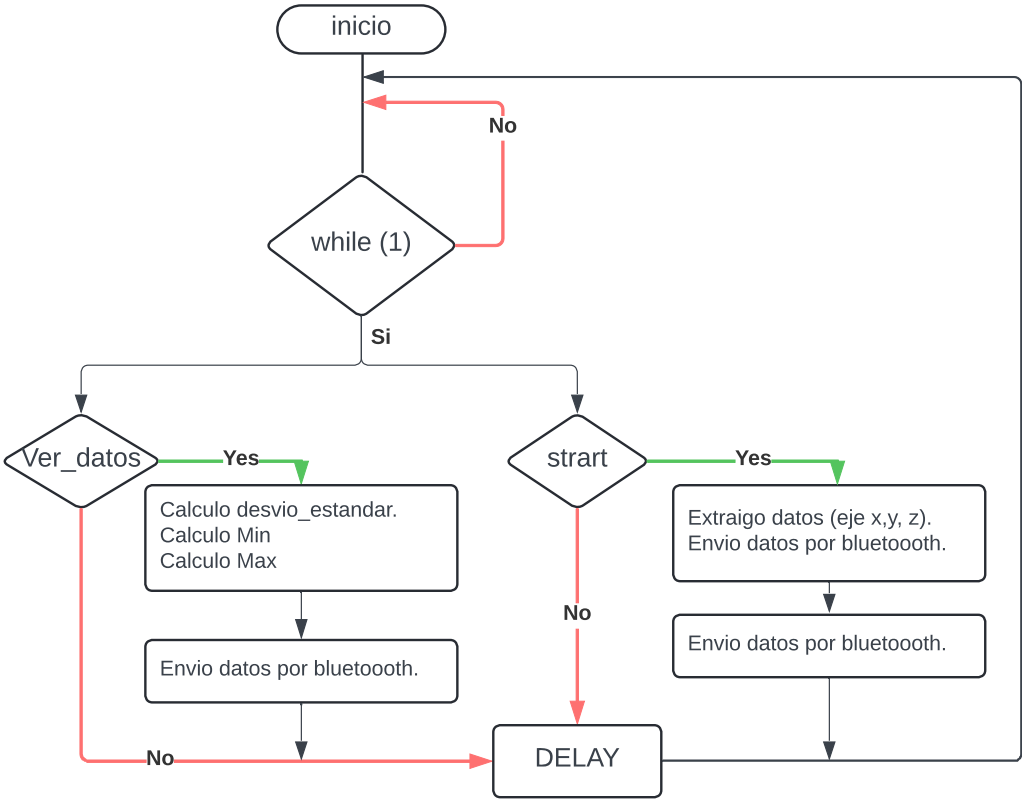 inicio
No
while (1)
Si
Ver_datos
Yes
strart
Yes
Calculo desvio_estandar.
Calculo Min
Calculo Max
Extraigo datos (eje x,y, z).
Envio datos por bluetoooth.
No
Envio datos por bluetoooth.
Envio datos por bluetoooth.
No
DELAY